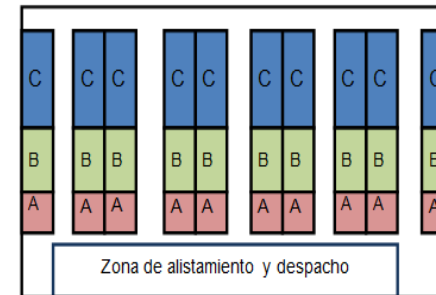 C C C C C C C C C C
B B B B B B B B B B
A A A A A A A A A A
Zona de alistamiento y despacho